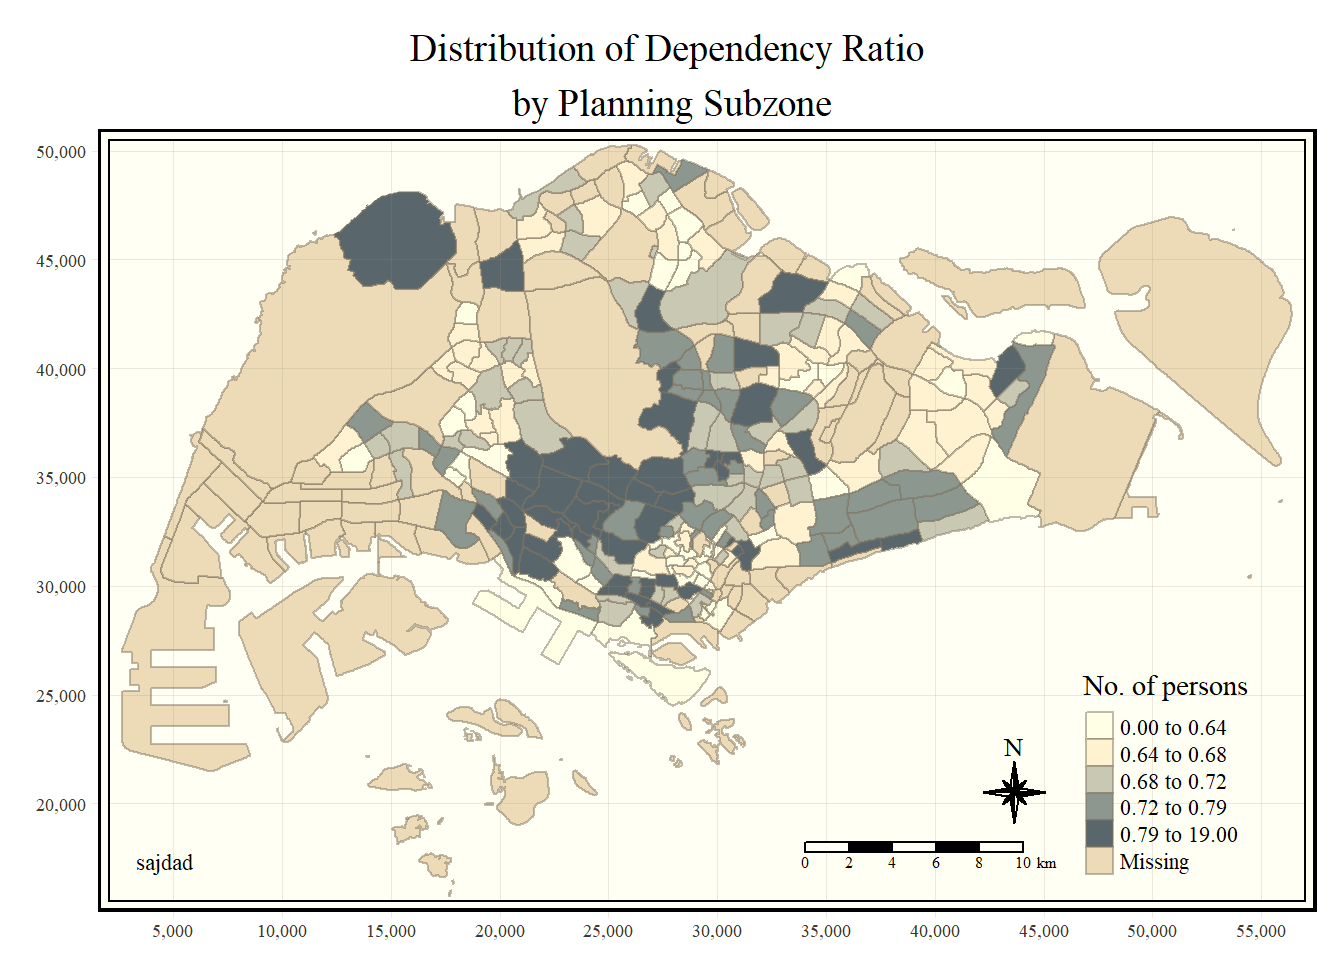 Distribution of Dependency Ratio
by Planning Subzone
50,000
45,000
40,000
35,000
30,000
25,000
20,000
No. of persons
0.00 to 0.64
0.64 to 0.68
0.68 to 0.72
0.72 to 0.79
0.79 to 19.00
Missing
N
0 2 4 6 8 10 km
sajdad
5,000 10,000 15,000 20,000 25,000 30,000 35,000 40,000 45,000 50,000 55,000